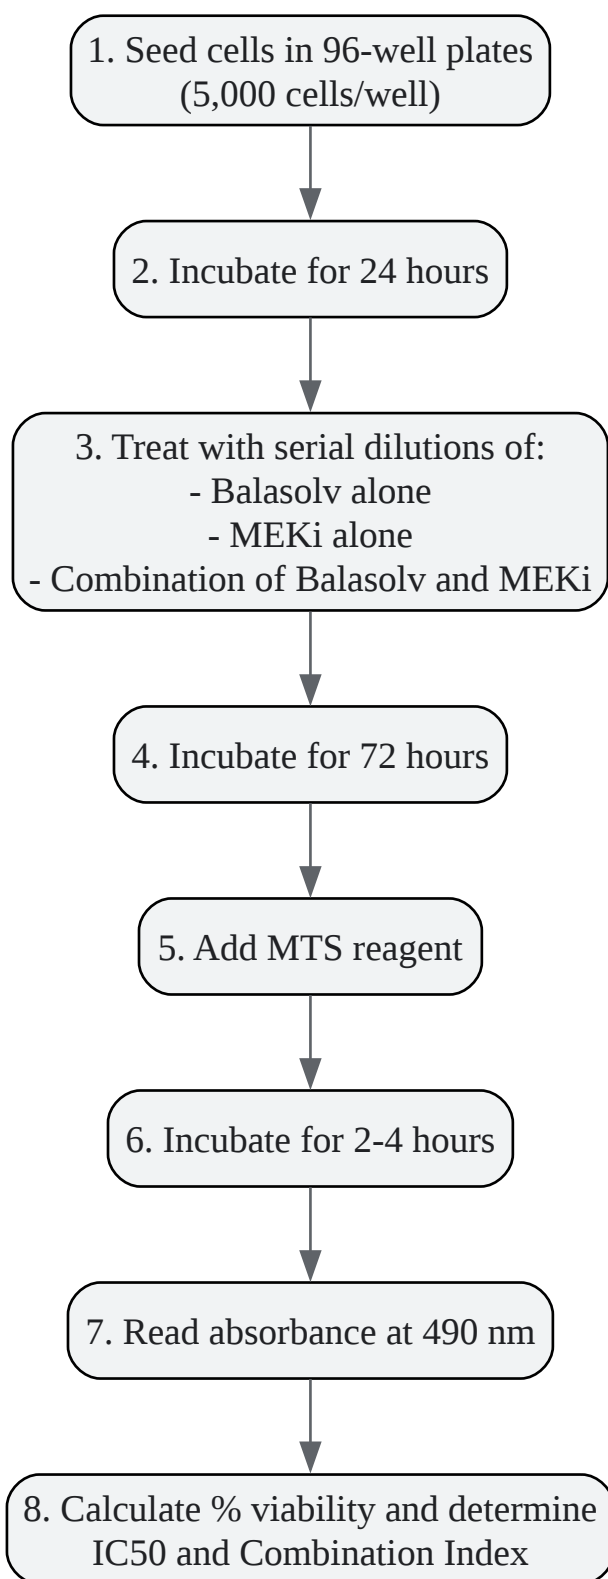 1. Seed cells in 96-well plates
(5,000 cells/well)
2. Incubate for 24 hours
3. Treat with serial dilutions of:
- Balasolv alone
- MEKi alone
- Combination of Balasolv and MEKi
4. Incubate for 72 hours
5. Add MTS reagent
6. Incubate for 2-4 hours
7. Read absorbance at 490 nm
8. Calculate % viability and determine
IC50 and Combination Index